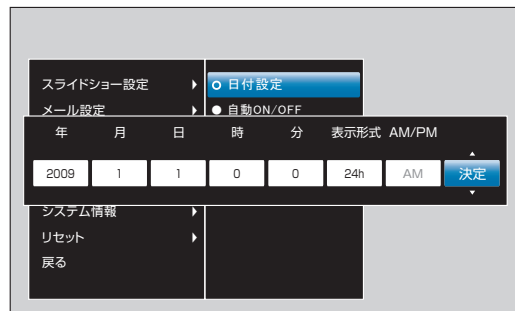 スライドショー設定
日付設定
メール設定
自動ON/OFF
年 月 日 時 分 表示形式 AM/PM
2009 1 1 0 0 24h AM 決定
システム情報
リセット
戻る